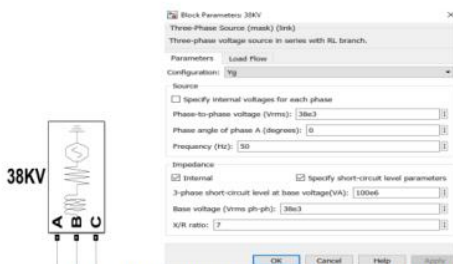 Block Parameters: 38KV
Three-Phase Source (mask) (link)
Three-phase voltage source in series with RL branch.
Parameters Load Flow
Configuration: Yg
Source
Specify internal voltages for each phase
Phase-to-phase voltage (Vrms): 38e3
Phase angle of phase A (degrees): 0
Frequency (Hz): 50
Impedance
Internal Specify short-circuit level parameters
3-phase short-circuit level at base voltage(VA): 100e6
Base voltage (Vrms ph-ph): 38e3
X/R ratio: 7
OK Cancel Help Apply
38KV
A B C